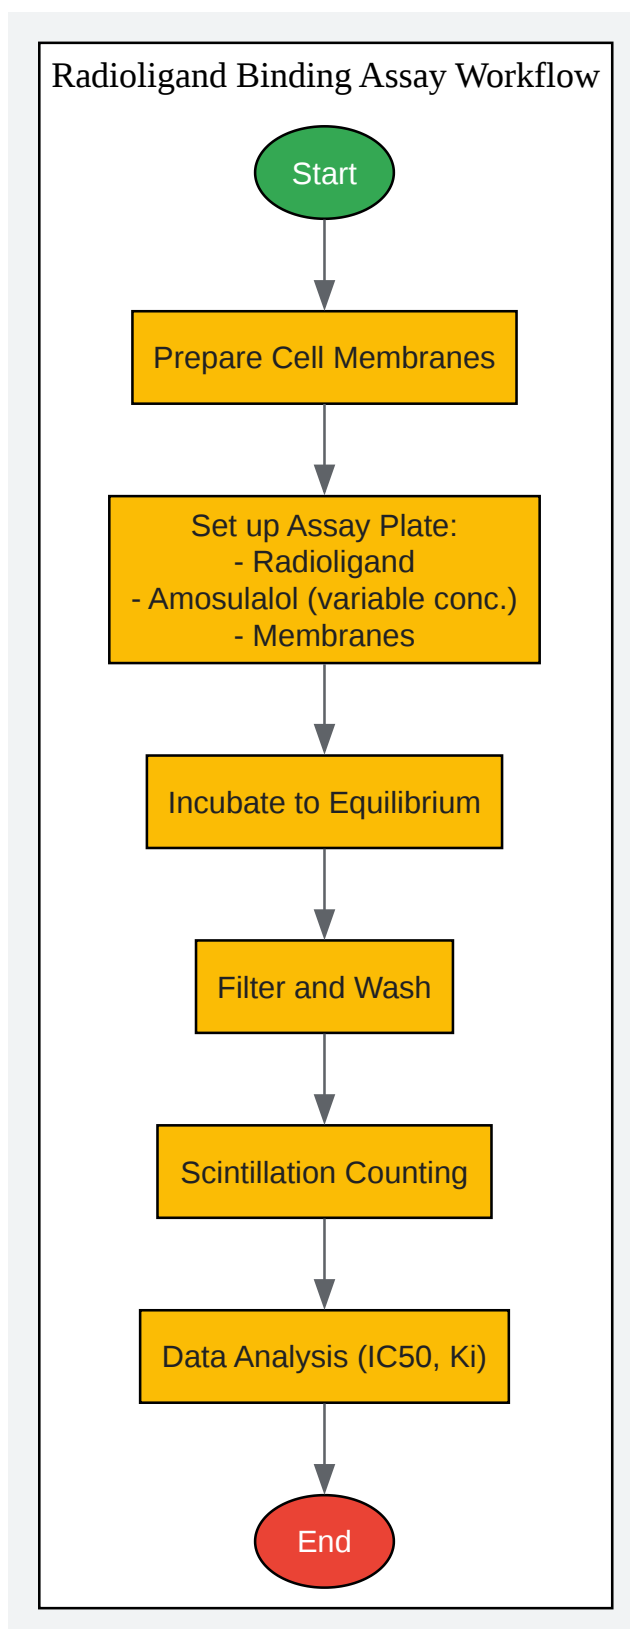 Radioligand Binding Assay Workflow
Start
Prepare Cell Membranes
Set up Assay Plate:
- Radioligand
- Amosulalol (variable conc.)
- Membranes
Incubate to Equilibrium
Filter and Wash
Scintillation Counting
Data Analysis (IC50, Ki)
End